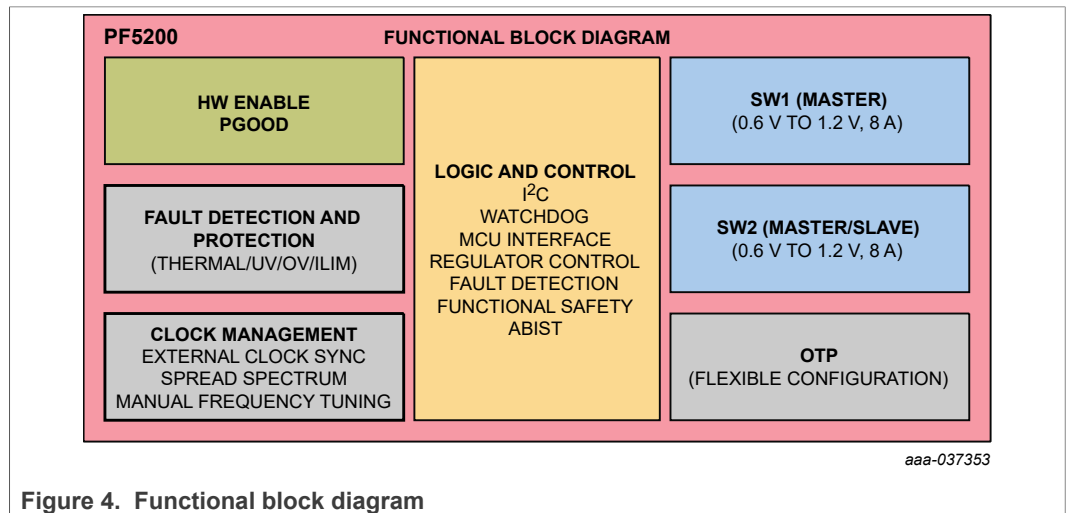 PF5200
FUNCTIONAL BLOCK DIAGRAM
HW ENABLE
PGOOD
FAULT DETECTION AND
PROTECTION
(THERMAL/UV/OV/ILIM)
CLOCK MANAGEMENT
EXTERNAL CLOCK SYNC
SPREAD SPECTRUM
MANUAL FREQUENCY TUNING
LOGIC AND CONTROL
I²C
WATCHDOG
MCU INTERFACE
REGULATOR CONTROL
FAULT DETECTION
FUNCTIONAL SAFETY
ABIST
SW1 (MASTER)
(0.6 V TO 1.2 V, 8 A)
SW2 (MASTER/SLAVE)
(0.6 V TO 1.2 V, 8 A)
OTP
(FLEXIBLE CONFIGURATION)
aaa-037353
Figure 4. Functional block diagram